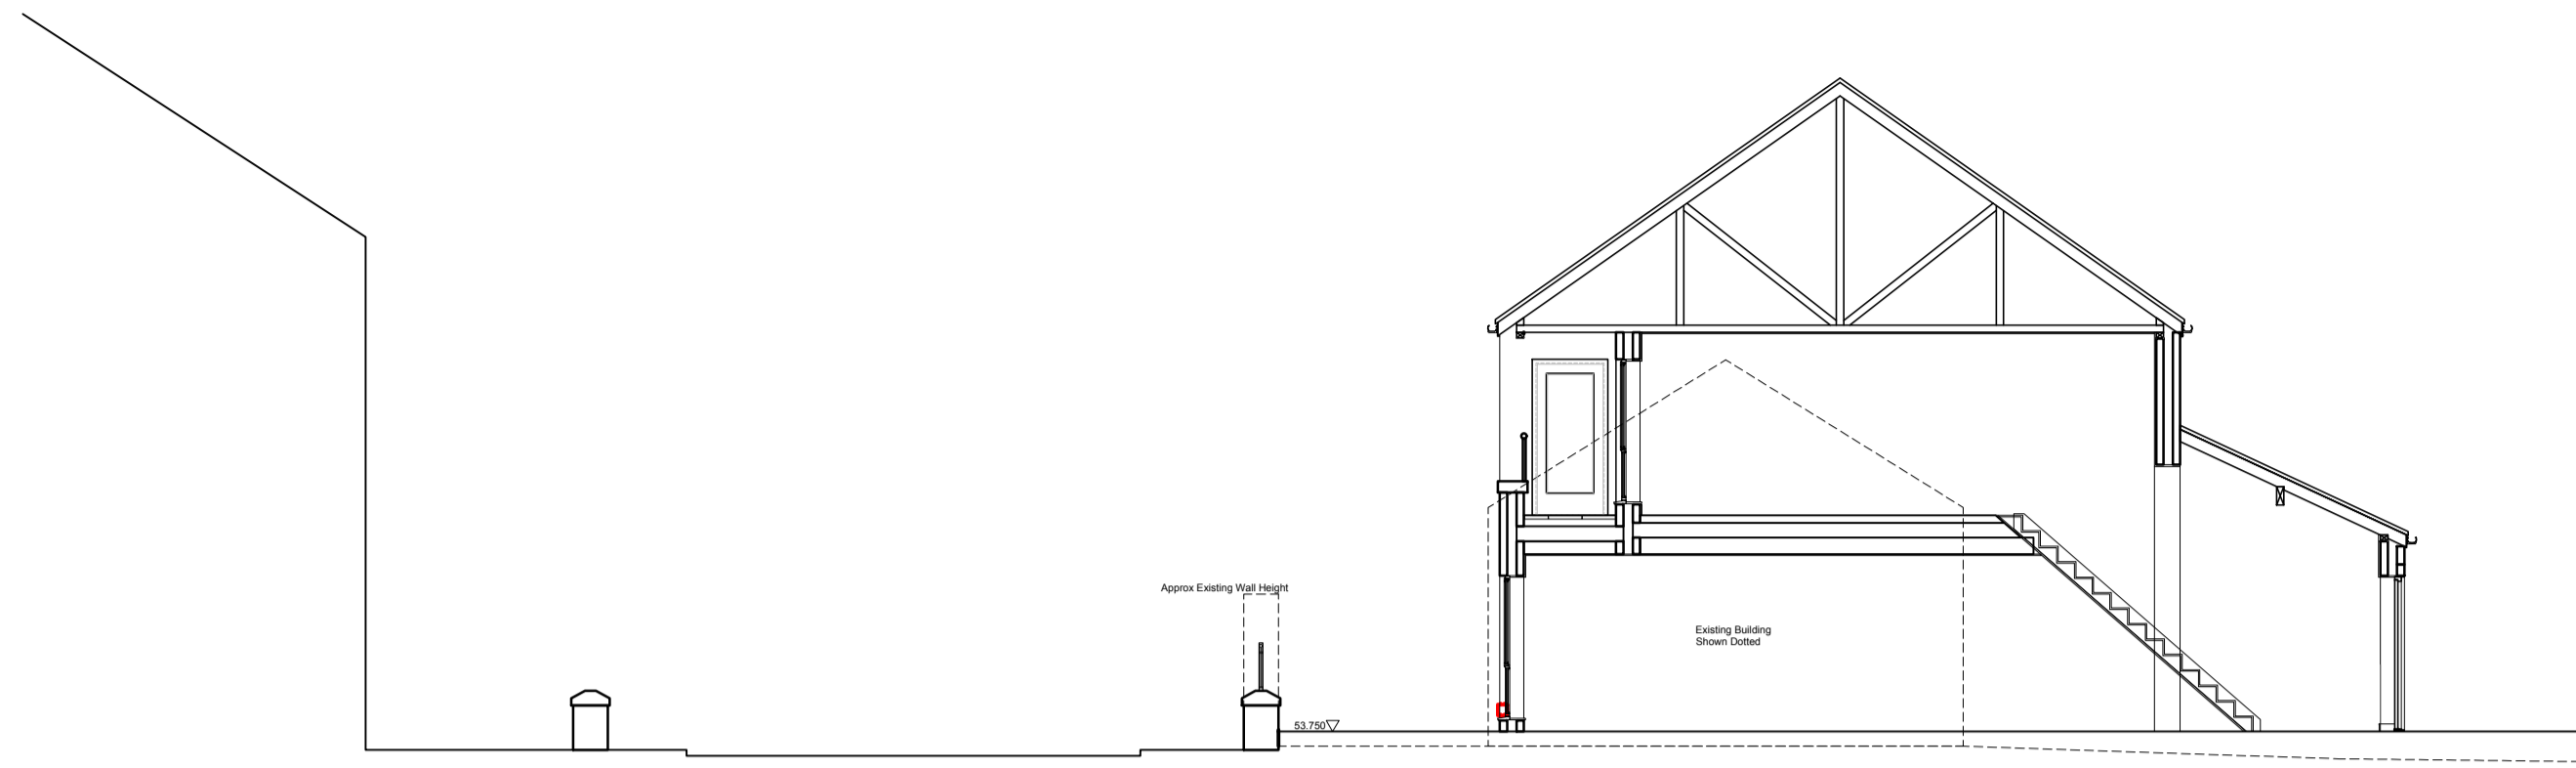 Approx Existing Wall Height
Existing Building
Shown Dotted
53.750